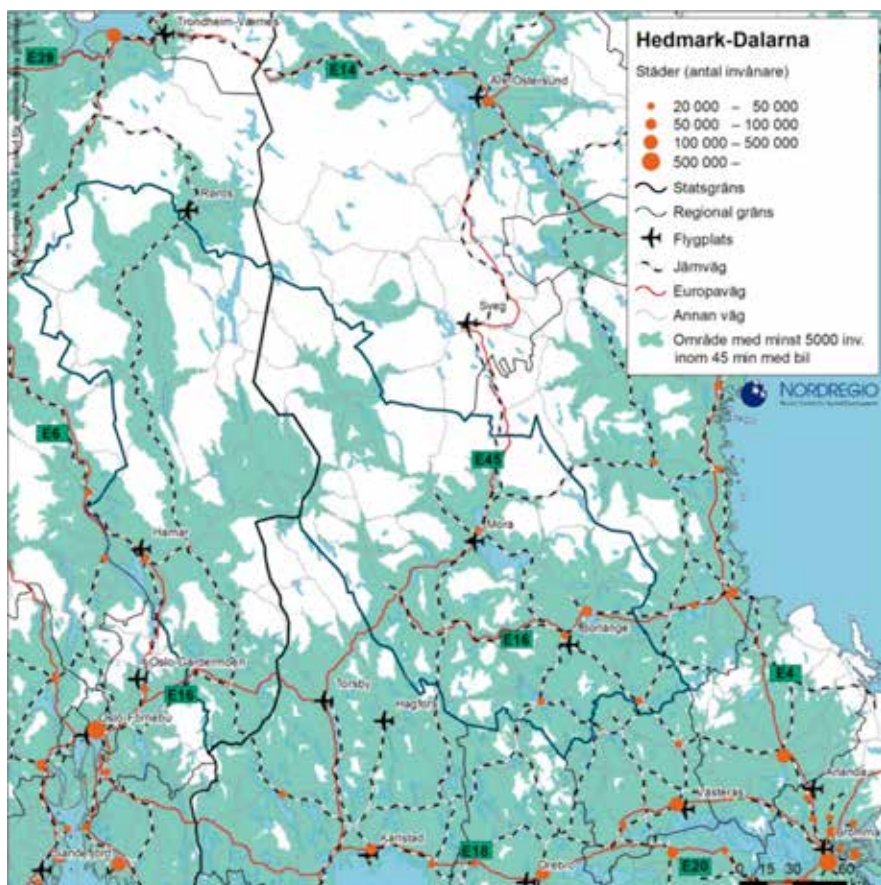 Hedmark-Dalarna
Städer (antal invånare)
20 000 – 50 000
50 000 – 100 000
100 000 – 500 000
500 000 –
Statsgräns
Regional gräns
Flygplats
Järnväg
Europaväg
Annan väg
Område med minst 5000 inv.
inom 45 min med bil
NORDREGIO
Trondheim-Værnes
E39
E14
Åre-Östersund
Røros
Sveg
E6
E45
Hamar
Mora
E16
Borlänge
Oslo-Gardermoen
E16
Torsby
Hagfors
E4
Oslo-Fornebu
Arlanda
Västerås
Bromma
Karlstad
Sandefjord
E18
Örebro
E20
0 15 30 60